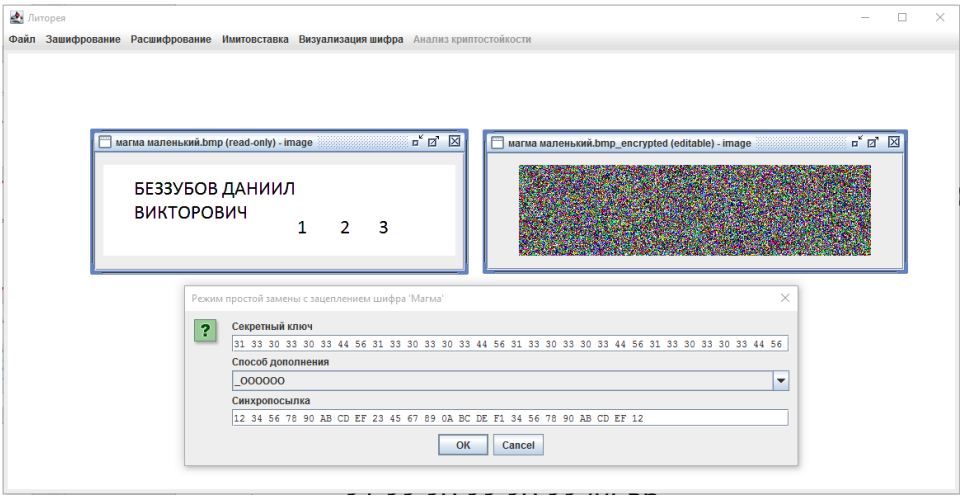 Литорея
Файл Зашифрование Расшифрование Имитовставка Визуализация шифра Анализ криптостойкости
магма маленький.bmp (read-only) - image
магма маленький.bmp_encrypted (editable) - image
БЕЗЗУБОВ ДАНИИЛ
ВИКТОРОВИЧ
1 2 3
Режим простой замены с зацеплением шифра 'Магма'
Секретный ключ
31 33 30 33 30 33 44 56 31 33 30 33 30 33 44 56 31 33 30 33 30 33 44 56 31 33 30 33 30 33 44 56
Способ дополнения
_OOOOOO
Синхропосылка
12 34 56 78 90 AB CD EF 23 45 67 89 0A BC DE F1 34 56 78 90 AB CD EF 12
OK Cancel